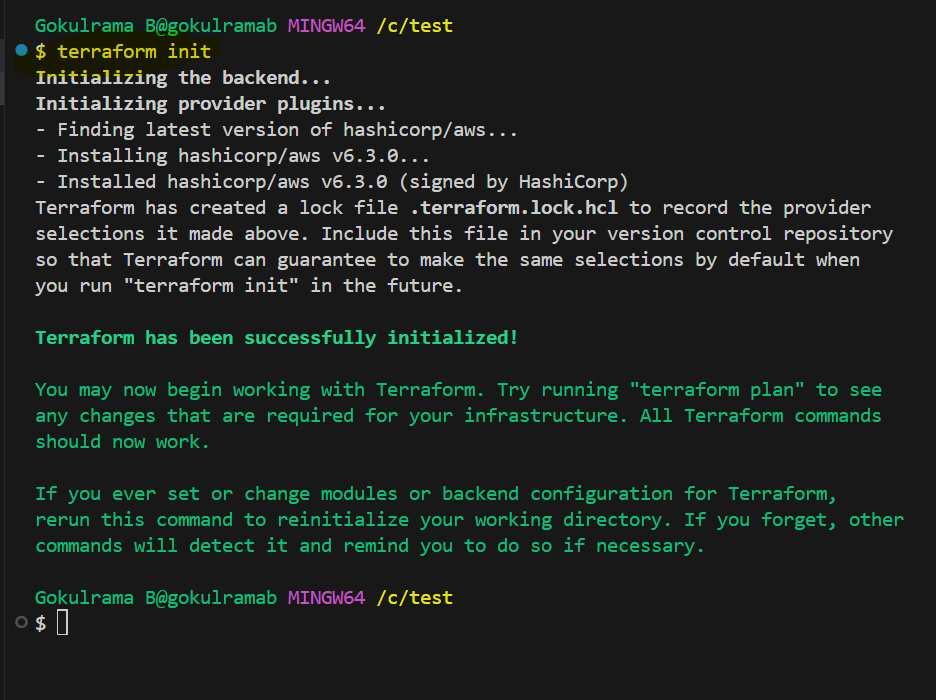 Gokulrama B@gokulramab MINGW64 /c/test
$ terraform init
Initializing the backend...
Initializing provider plugins...
- Finding latest version of hashicorp/aws...
- Installing hashicorp/aws v6.3.0...
- Installed hashicorp/aws v6.3.0 (signed by HashiCorp)
Terraform has created a lock file .terraform.lock.hcl to record the provider
selections it made above. Include this file in your version control repository
so that Terraform can guarantee to make the same selections by default when
you run "terraform init" in the future.
Terraform has been successfully initialized!
You may now begin working with Terraform. Try running "terraform plan" to see
any changes that are required for your infrastructure. All Terraform commands
should now work.
If you ever set or change modules or backend configuration for Terraform,
rerun this command to reinitialize your working directory. If you forget, other
commands will detect it and remind you to do so if necessary.
Gokulrama B@gokulramab MINGW64 /c/test
$